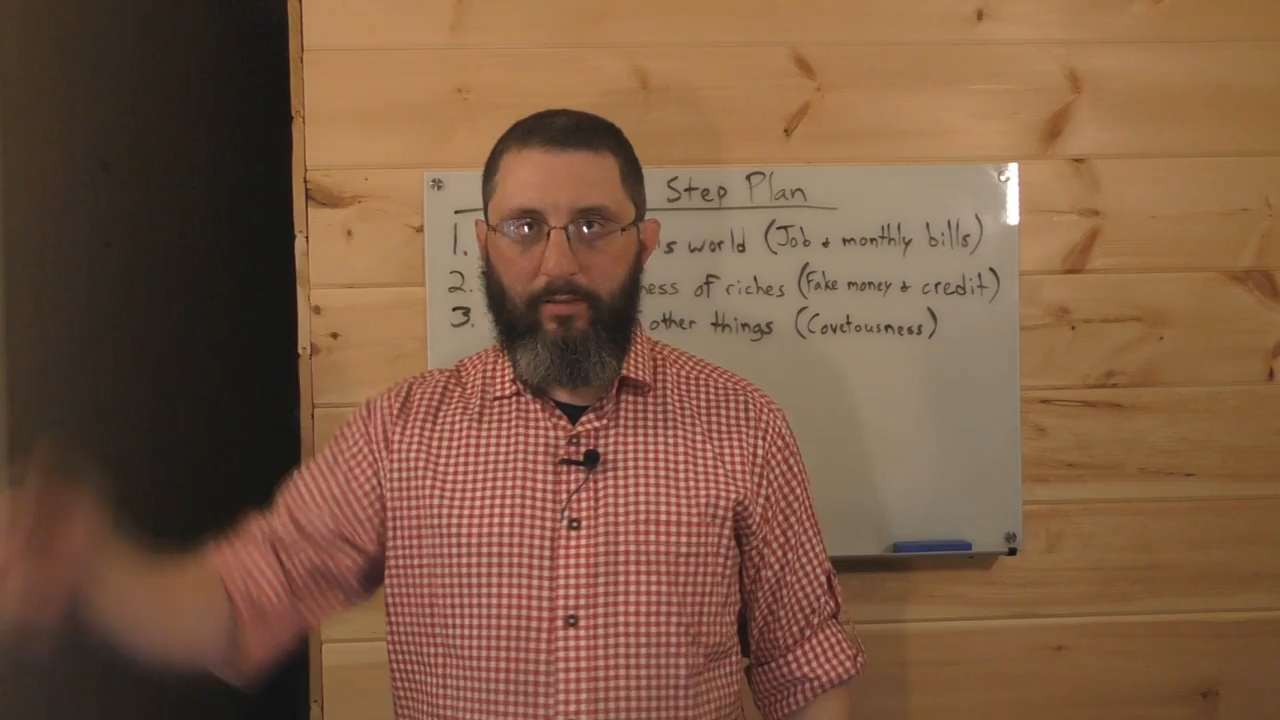 Step Plan
1. s world (Job & monthly bills)
2. ness of riches (Fake money & credit)
3. other things (Covetousness)